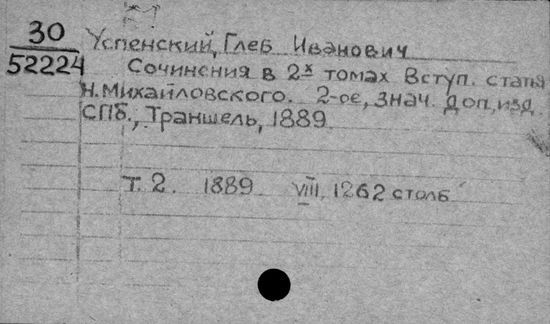 30
52224
Успенский, Глеб Иванович
Сочинения в 2х томах Вступ. статья
Н. Михайловского. 2-ое, знач. доп. изд.
СПб., Траншель, 1889
Т. 2. 1889 VIII, 1262 столб